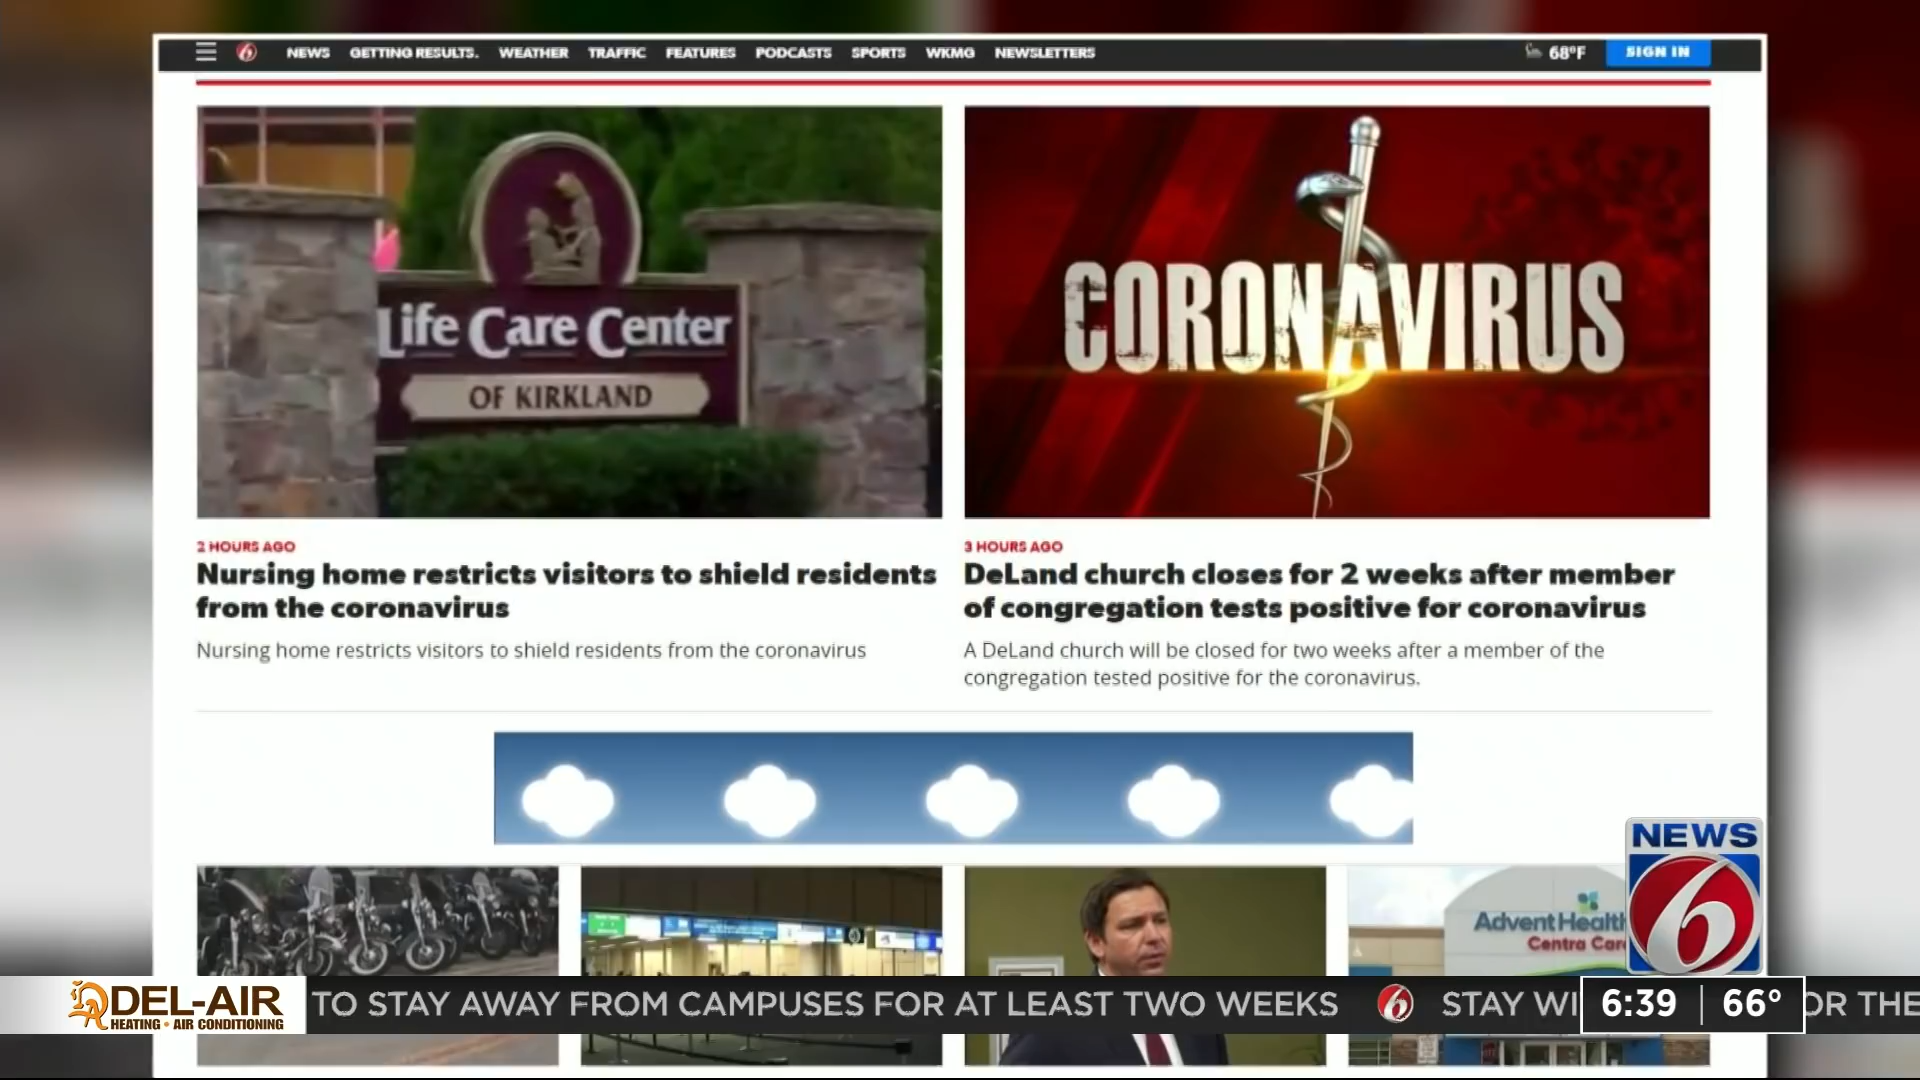 6 NEWS GETTING RESULTS. WEATHER TRAFFIC FEATURES PODCASTS SPORTS WKMG NEWSLETTERS 68°F SIGN IN
Life Care Center
OF KIRKLAND
CORONAVIRUS
2 HOURS AGO
Nursing home restricts visitors to shield residents
from the coronavirus
Nursing home restricts visitors to shield residents from the coronavirus
3 HOURS AGO
DeLand church closes for 2 weeks after member
of congregation tests positive for coronavirus
A DeLand church will be closed for two weeks after a member of the
congregation tested positive for the coronavirus.
AdventHealth
Centra Care
NEWS
6
DEL-AIR
HEATING • AIR CONDITIONING
TO STAY AWAY FROM CAMPUSES FOR AT LEAST TWO WEEKS 6 STAY WI
6:39 66°
OR THE